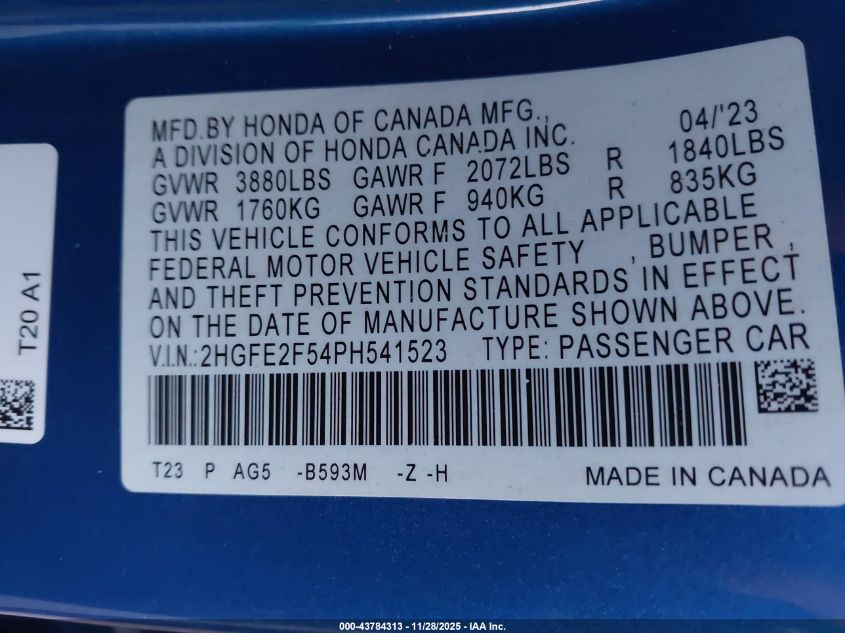 MFD.BY HONDA OF CANADA MFG., 04/'23
A DIVISION OF HONDA CANADA INC.
GVWR 3880LBS GAWR F 2072LBS R 1840LBS
GVWR 1760KG GAWR F 940KG R 835KG
THIS VEHICLE CONFORMS TO ALL APPLICABLE
FEDERAL MOTOR VEHICLE SAFETY , BUMPER ,
AND THEFT PREVENTION STANDARDS IN EFFECT
ON THE DATE OF MANUFACTURE SHOWN ABOVE.
V.I.N.:2HGFE2F54PH541523 TYPE: PASSENGER CAR
T23 P AG5 -B593M -Z -H MADE IN CANADA
T20 A1
000-43784313 - 11/28/2025 - IAA Inc.